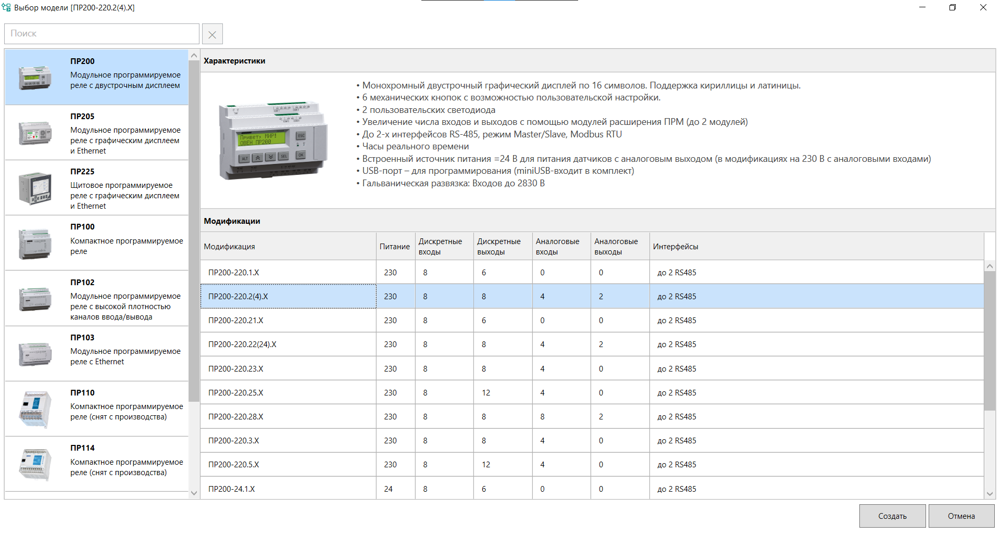 Выбор модели [ПР200-220.2(4).X]
Поиск
ПР200
Модульное программируемое
реле с двустрочным дисплеем
ПР205
Модульное программируемое
реле с графическим дисплеем
и Ethernet
ПР225
Щитовое программируемое
реле с графическим дисплеем
и Ethernet
ПР100
Компактное программируемое
реле
ПР102
Модульное программируемое
реле с высокой плотностью
каналов ввода/вывода
ПР103
Модульное программируемое
реле с Ethernet
ПР110
Компактное программируемое
реле (снят с производства)
ПР114
Компактное программируемое
реле (снят с производства)
Характеристики
Привет, МИР!
ОВЕН ПР200
ESC
ALT
SEL
OK
• Монохромный двустрочный графический дисплей по 16 символов. Поддержка кириллицы и латиницы.
• 6 механических кнопок с возможностью пользовательской настройки.
• 2 пользовательских светодиода
• Увеличение числа входов и выходов с помощью модулей расширения ПРМ (до 2 модулей)
• До 2-х интерфейсов RS-485, режим Master/Slave, Modbus RTU
• Часы реального времени
• Встроенный источник питания =24 В для питания датчиков с аналоговым выходом (в модификациях на 230 В с аналоговыми входами)
• USB-порт – для программирования (miniUSB-входит в комплект)
• Гальваническая развязка: Входов до 2830 В
Модификации
Модификация Питание Дискретные входы Дискретные выходы Аналоговые входы Аналоговые выходы Интерфейсы
ПР200-220.1.X 230 8 6 0 0 до 2 RS485
ПР200-220.2(4).X 230 8 8 4 2 до 2 RS485
ПР200-220.21.X 230 8 6 0 0 до 2 RS485
ПР200-220.22(24).X 230 8 8 4 2 до 2 RS485
ПР200-220.23.X 230 8 8 4 0 до 2 RS485
ПР200-220.25.X 230 8 12 4 0 до 2 RS485
ПР200-220.28.X 230 8 8 8 2 до 2 RS485
ПР200-220.3.X 230 8 8 4 0 до 2 RS485
ПР200-220.5.X 230 8 12 4 0 до 2 RS485
ПР200-24.1.X 24 8 6 0 0 до 2 RS485
Создать
Отмена